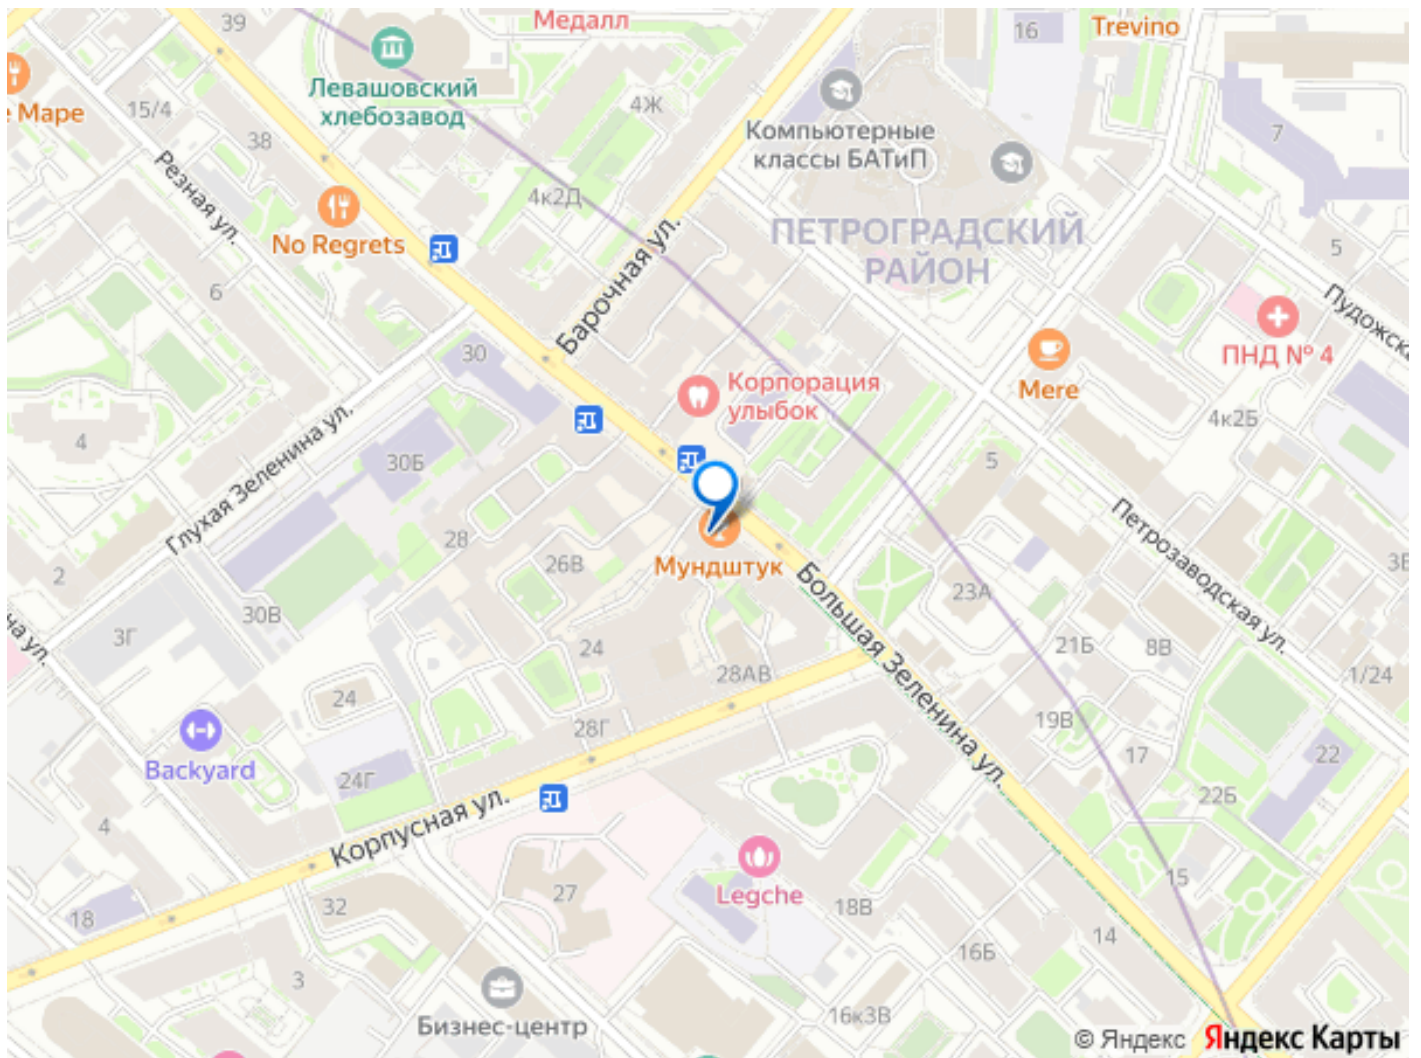 39
Медалл
16
Trevino
Левашовский
хлебозавод
е Маре
15/4
38
4Ж
Компьютерные
классы БАТиП
7
Резная ул.
4к2Д
No Regrets
Барочная ул.
ПЕТРОГРАДСКИЙ
РАЙОН
5
6
Пудожска
ПНД № 4
30
Mere
Корпорация
улыбок
4к2Б
4
Глухая Зеленина ул.
30Б
5
Петрозаводская ул.
28
26В
Мундштук
Большая Зеленина ул.
2
23А
3В
на ул.
3Г
30В
24
21Б
8В
28АВ
1/24
24
28Г
19В
17
22
Backyard
24Г
22Б
4
Корпусная ул.
Legche
15
27
18
32
18В
14
16Б
3
Бизнес-центр
16к3В
© Яндекс Яндекс Карты